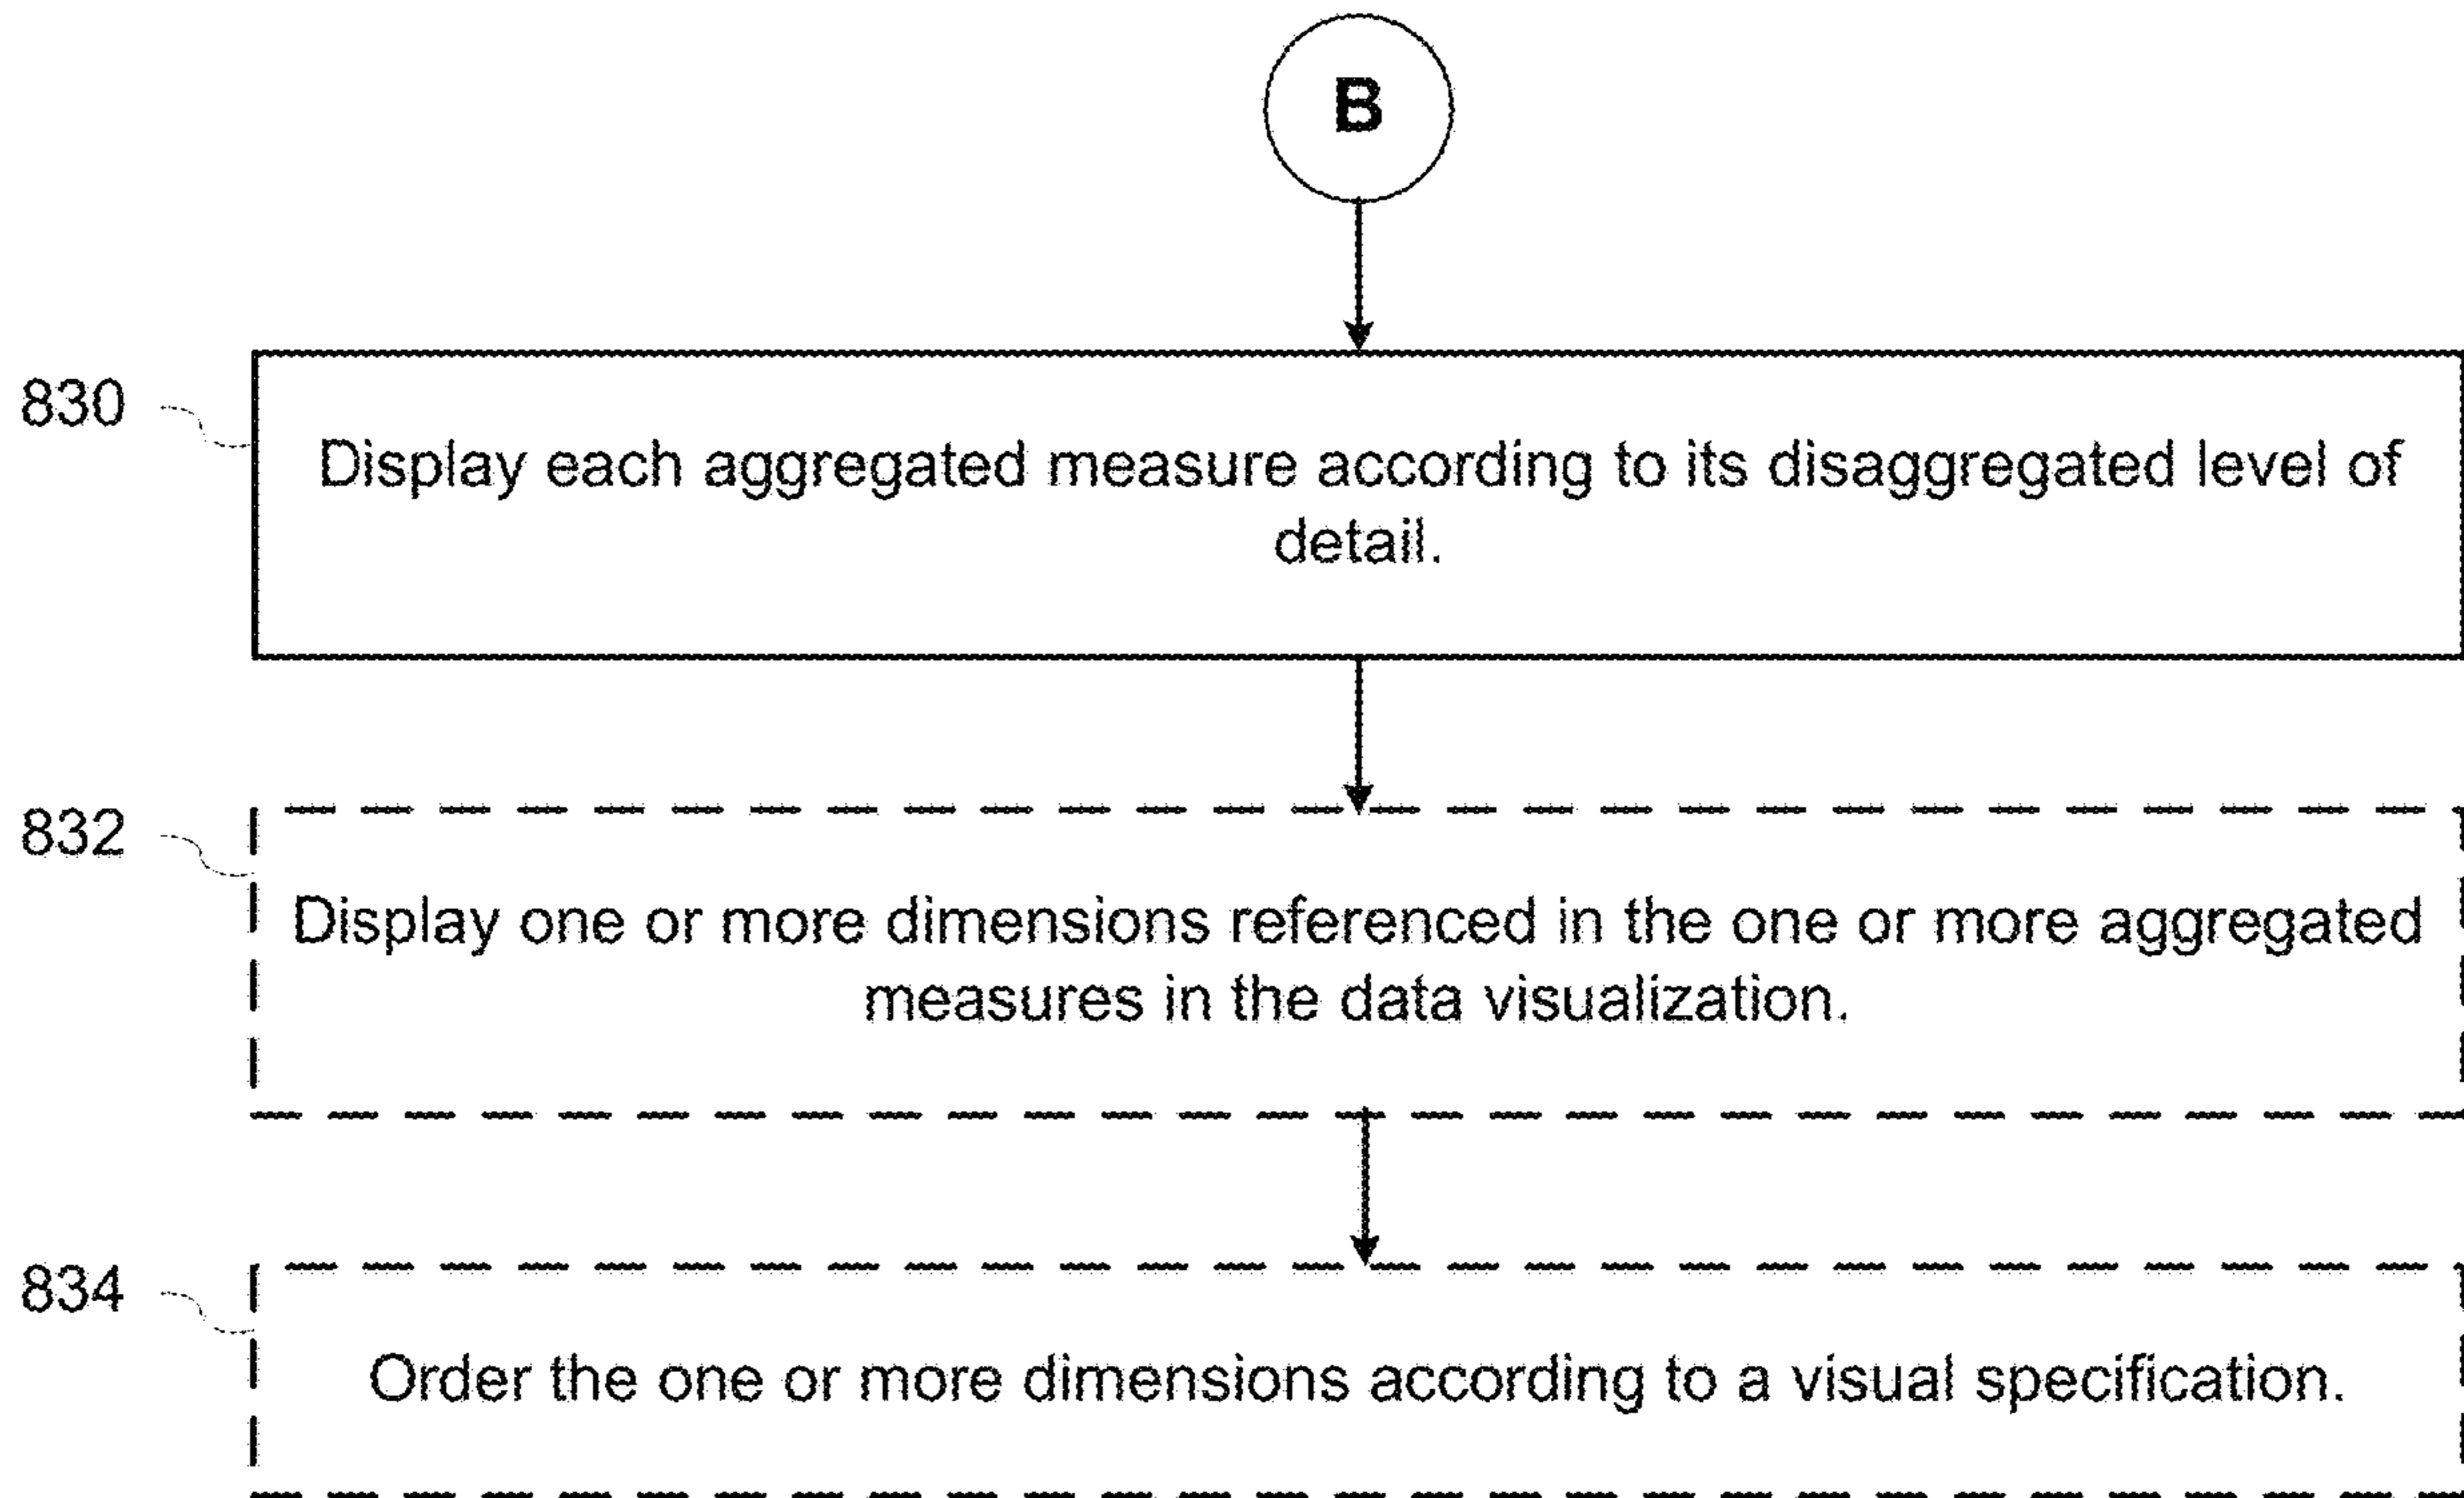 B
830
Display each aggregated measure according to its disaggregated level of
detail.
832
Display one or more dimensions referenced in the one or more aggregated
measures in the data visualization.
834
Order the one or more dimensions according to a visual specification.